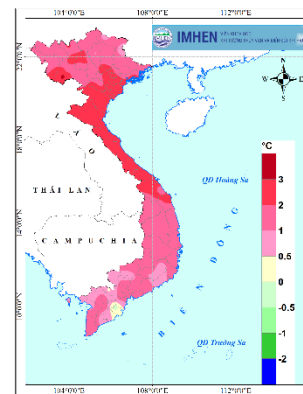 104°0'0"E
108°0'0"E
112°0'0"E
IMHEN
22°0'0"N
18°0'0"N
14°0'0"N
10°0'0"N
L À O
THÁI LAN
CAMPUCHIA
QĐ Hoàng Sa
BIỂN ĐÔNG
QĐ Trường Sa
°C
3
2
1
0.5
0
-0.5
-1
-2
104°0'0"E
108°0'0"E
112°0'0"E